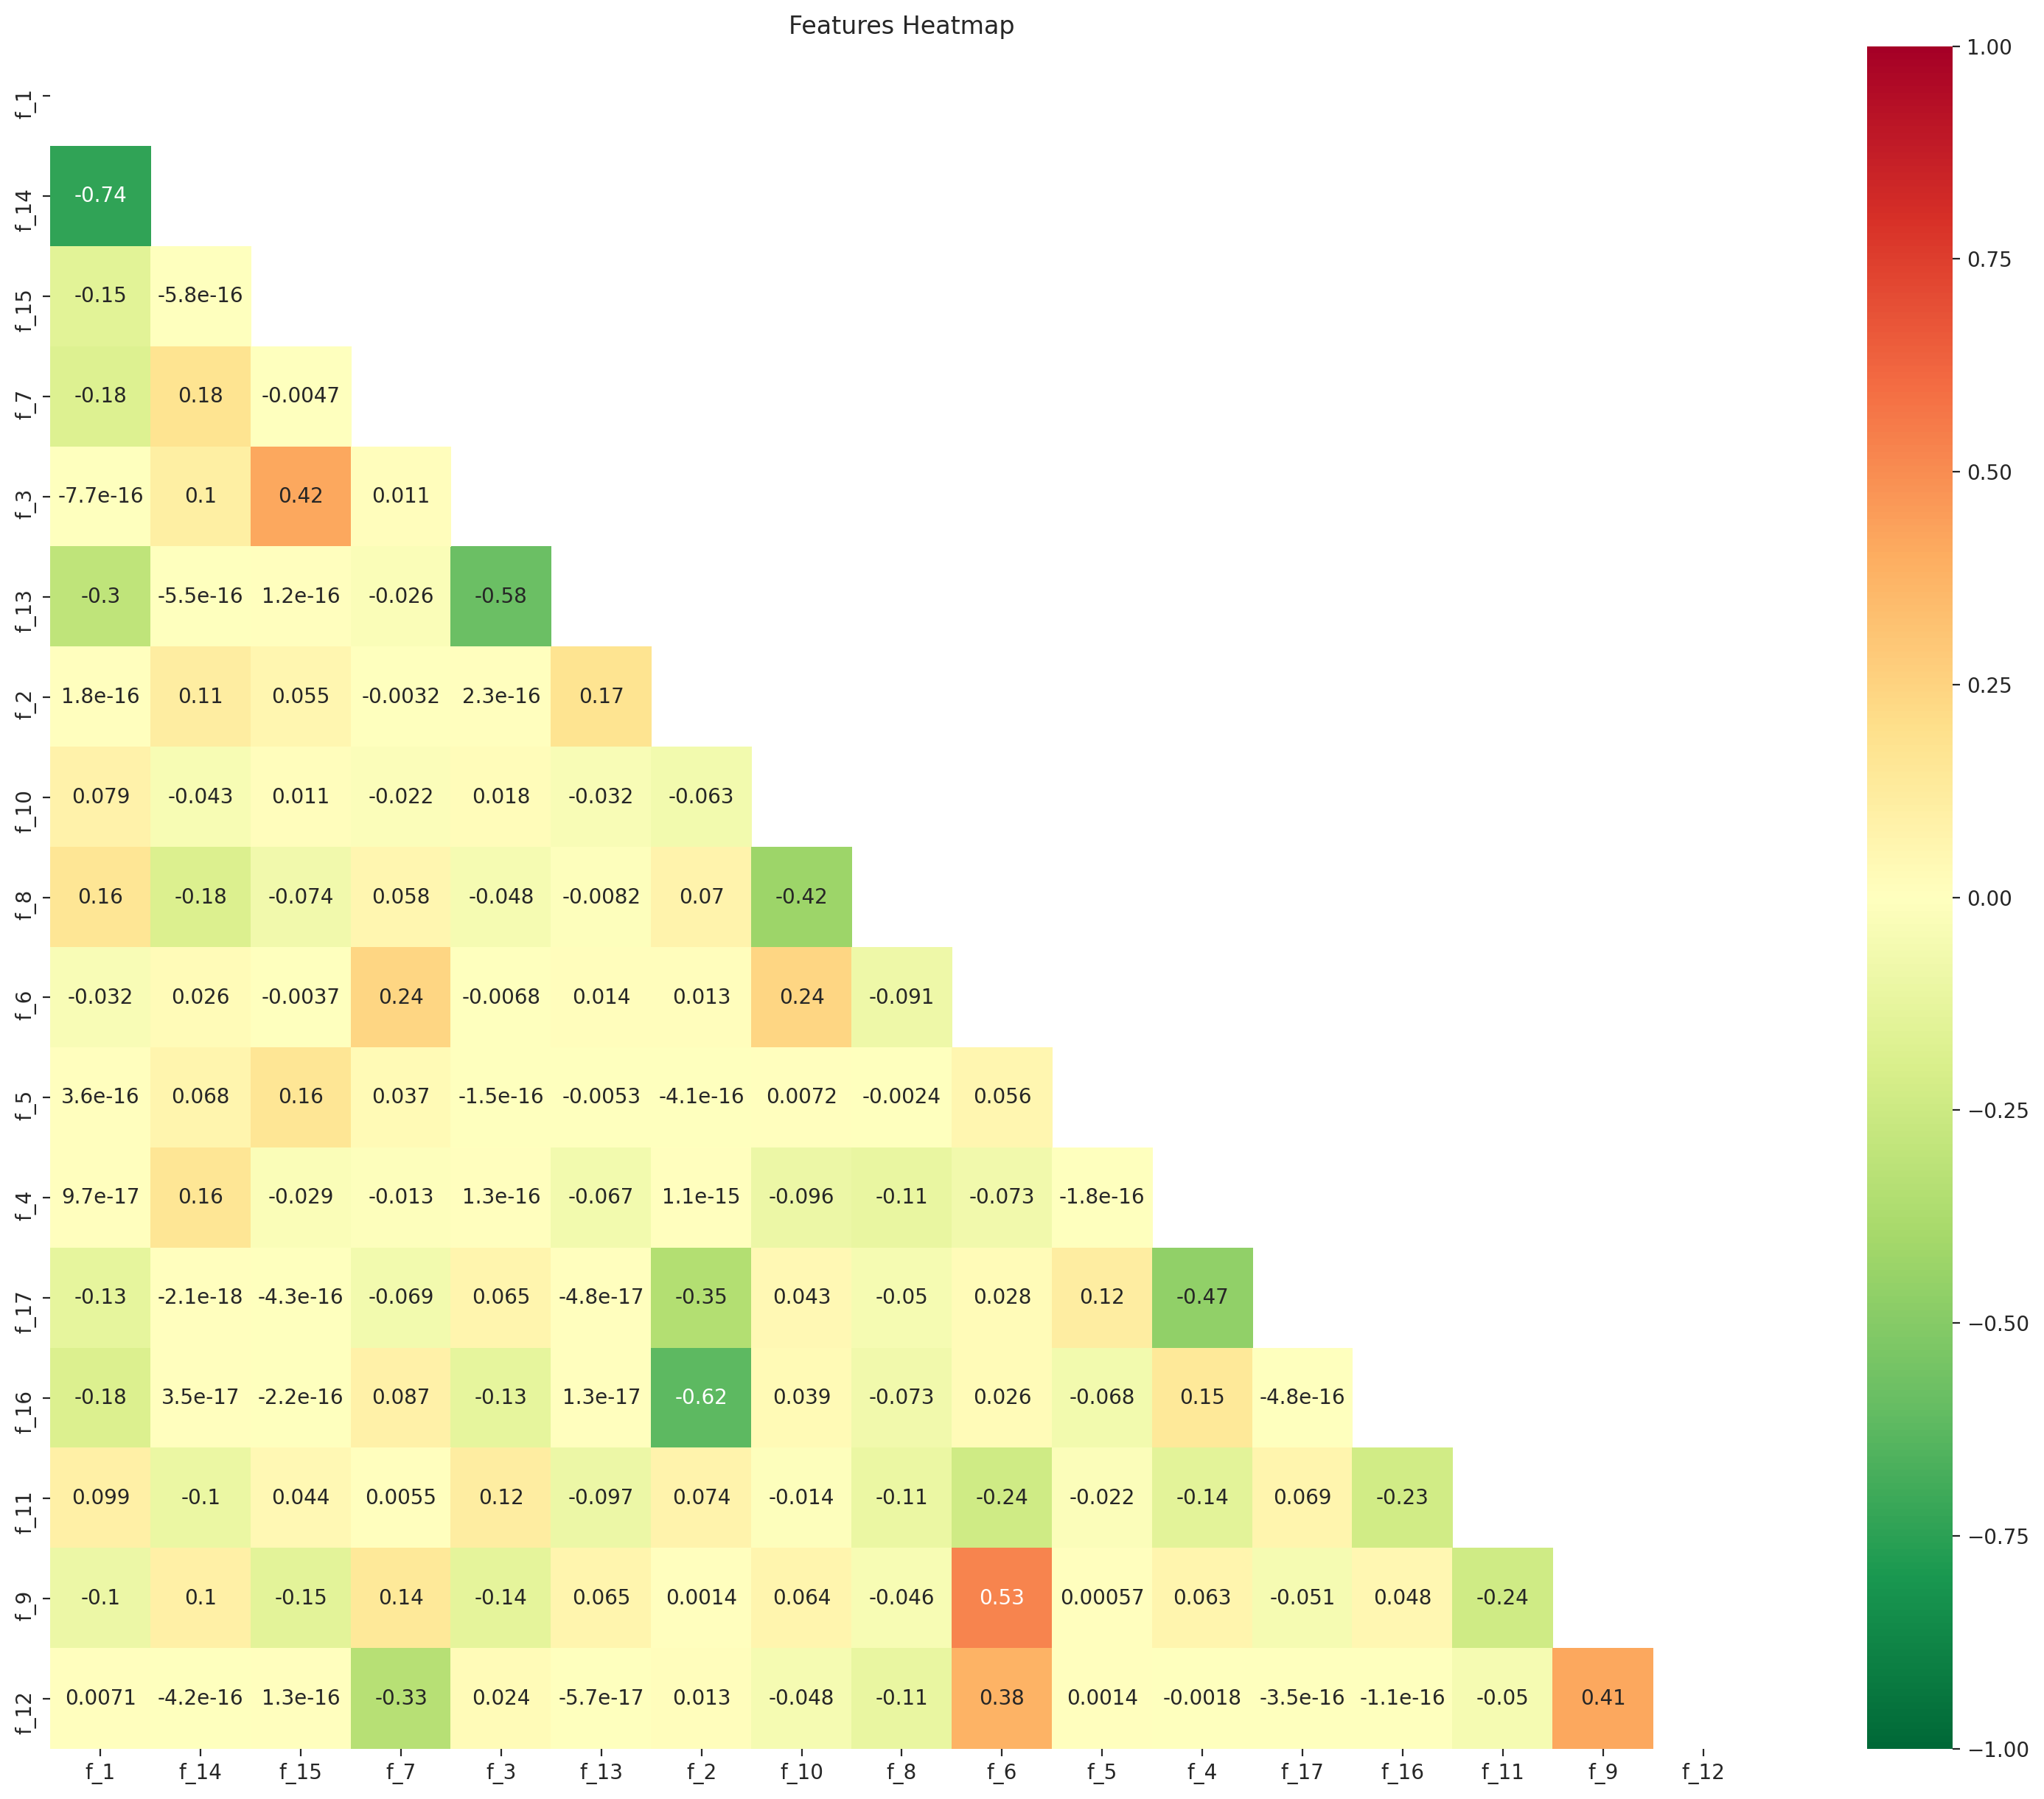 Features Heatmap
f_1
f_14 -0.74
f_15 -0.15 -5.8e-16
f_7 -0.18 0.18 -0.0047
f_3 -7.7e-16 0.1 0.42 0.011
f_13 -0.3 -5.5e-16 1.2e-16 -0.026 -0.58
f_2 1.8e-16 0.11 0.055 -0.0032 2.3e-16 0.17
f_10 0.079 -0.043 0.011 -0.022 0.018 -0.032 -0.063
f_8 0.16 -0.18 -0.074 0.058 -0.048 -0.0082 0.07 -0.42
f_6 -0.032 0.026 -0.0037 0.24 -0.0068 0.014 0.013 0.24 -0.091
f_5 3.6e-16 0.068 0.16 0.037 -1.5e-16 -0.0053 -4.1e-16 0.0072 -0.0024 0.056
f_4 9.7e-17 0.16 -0.029 -0.013 1.3e-16 -0.067 1.1e-15 -0.096 -0.11 -0.073 -1.8e-16
f_17 -0.13 -2.1e-18 -4.3e-16 -0.069 0.065 -4.8e-17 -0.35 0.043 -0.05 0.028 0.12 -0.47
f_16 -0.18 3.5e-17 -2.2e-16 0.087 -0.13 1.3e-17 -0.62 0.039 -0.073 0.026 -0.068 0.15 -4.8e-16
f_11 0.099 -0.1 0.044 0.0055 0.12 -0.097 0.074 -0.014 -0.11 -0.24 -0.022 -0.14 0.069 -0.23
f_9 -0.1 0.1 -0.15 0.14 -0.14 0.065 0.0014 0.064 -0.046 0.53 0.00057 0.063 -0.051 0.048 -0.24
f_12 0.0071 -4.2e-16 1.3e-16 -0.33 0.024 -5.7e-17 0.013 -0.048 -0.11 0.38 0.0014 -0.0018 -3.5e-16 -1.1e-16 -0.05 0.41
f_1 f_14 f_15 f_7 f_3 f_13 f_2 f_10 f_8 f_6 f_5 f_4 f_17 f_16 f_11 f_9 f_12
1.00
0.75
0.50
0.25
0.00
−0.25
−0.50
−0.75
−1.00